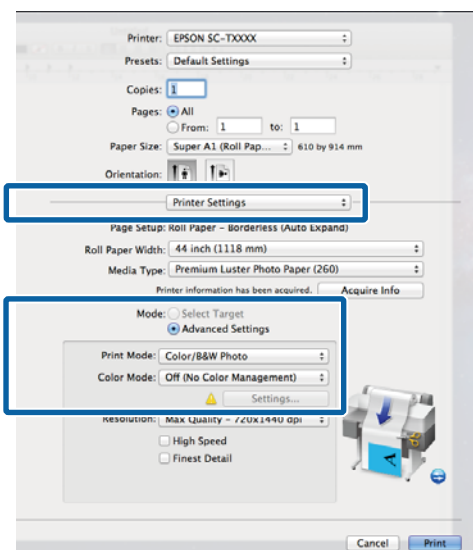 Printer: EPSON SC-TXXXX
Presets: Default Settings
Copies: 1
Pages: All
From: 1 to: 1
Paper Size: Super A1 (Roll Pap... 610 by 914 mm
Orientation:
Printer Settings
Page Setup: Roll Paper - Borderless (Auto Expand)
Roll Paper Width: 44 inch (1118 mm)
Media Type: Premium Luster Photo Paper (260)
Printer information has been acquired. Acquire Info
Mode: Select Target
Advanced Settings
Print Mode: Color/B&W Photo
Color Mode: Off (No Color Management)
Settings...
Resolution: Max Quality - 720x1440 dpi
High Speed
Finest Detail
A
Cancel Print